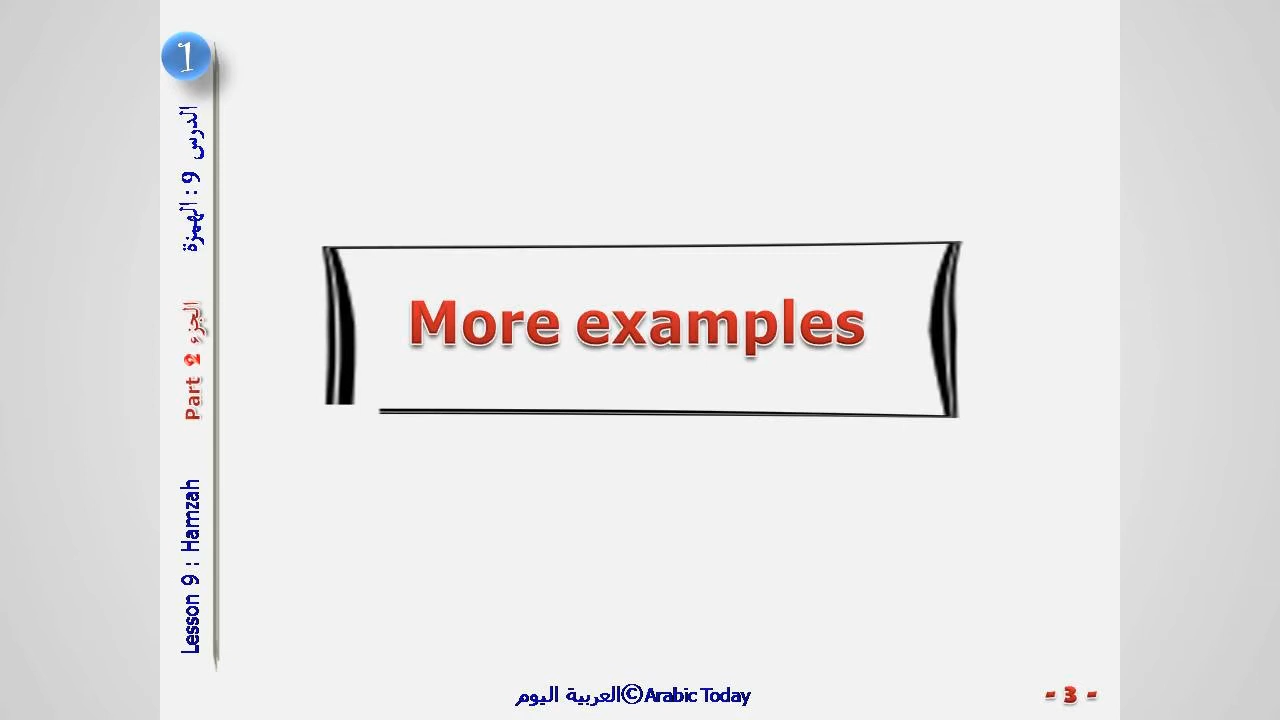 1
الدرس 9 : الهمزة
Part 2 الجزء
Lesson 9 : Hamzah
More examples
العربية اليوم©Arabic Today
- 3 -